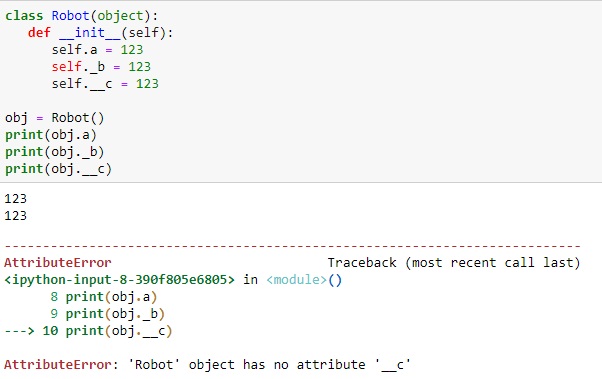 class Robot(object):
   def __init__(self):
      self.a = 123
      self._b = 123
      self.__c = 123

obj = Robot()
print(obj.a)
print(obj._b)
print(obj.__c)
123
123
---------------------------------------------------------------------------
AttributeError                            Traceback (most recent call last)
<ipython-input-8-390f805e6805> in <module>()
      8 print(obj.a)
      9 print(obj._b)
---> 10 print(obj.__c)

AttributeError: 'Robot' object has no attribute '__c'